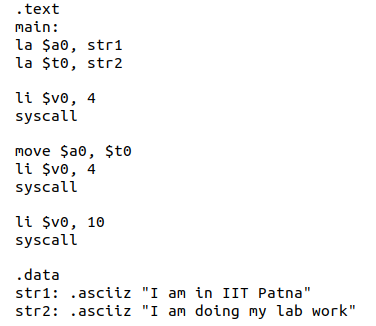 .text
main:
la $a0, str1
la $t0, str2
li $v0, 4
syscall
move $a0, $t0
li $v0, 4
syscall
li $v0, 10
syscall
.data
str1: .asciiz "I am in IIT Patna"
str2: .asciiz "I am doing my lab work"